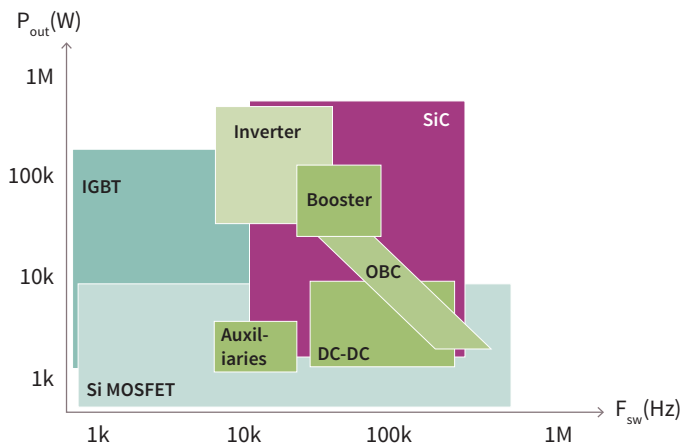 P_out(W)
1M
Inverter
SiC
100k
IGBT
Booster
10k
OBC
Auxil-
iaries
DC-DC
1k
Si MOSFET
F_sw(Hz)
1k
10k
100k
1M